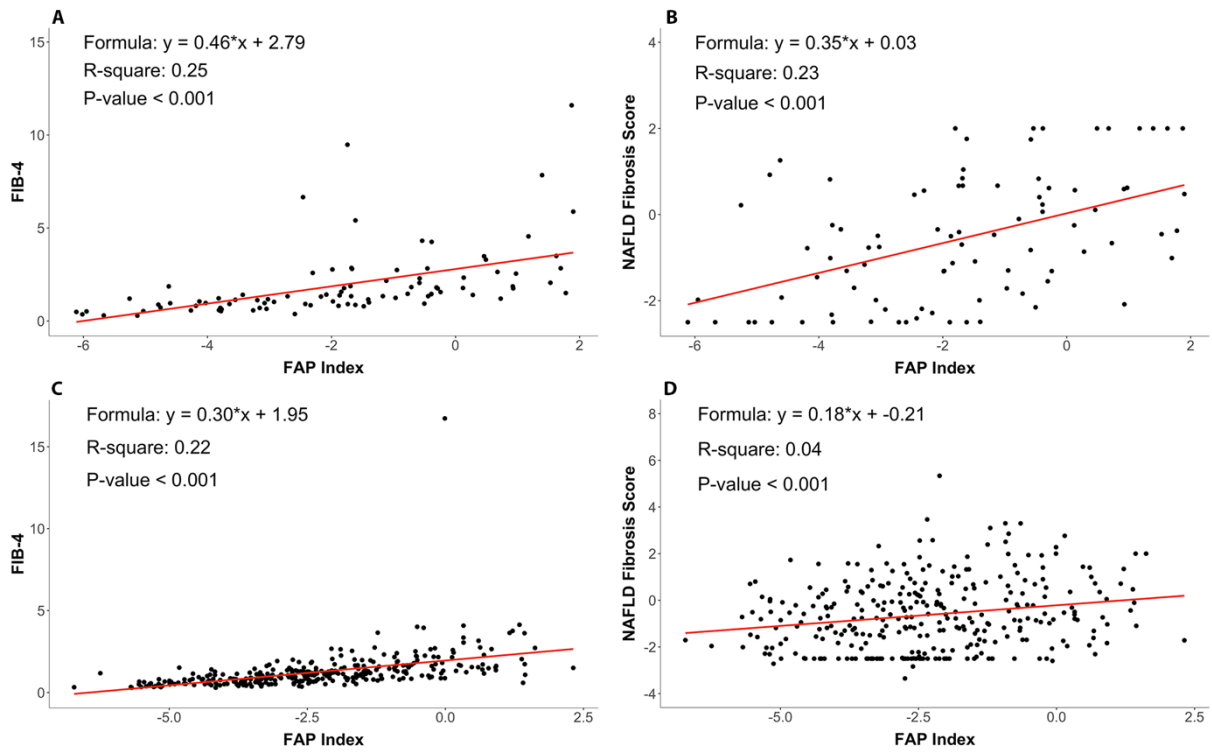 A
Formula: y = 0.46*x + 2.79
R-square: 0.25
P-value < 0.001
FIB-4
15
10
5
0
-6
-4
-2
0
2
FAP Index
B
Formula: y = 0.35*x + 0.03
R-square: 0.23
P-value < 0.001
NAFLD Fibrosis Score
4
2
0
-2
-6
-4
-2
0
2
FAP Index
C
Formula: y = 0.30*x + 1.95
R-square: 0.22
P-value < 0.001
FIB-4
15
10
5
0
-5.0
-2.5
0.0
2.5
FAP Index
D
Formula: y = 0.18*x + -0.21
R-square: 0.04
P-value < 0.001
NAFLD Fibrosis Score
8
6
4
2
0
-2
-4
-5.0
-2.5
0.0
2.5
FAP Index